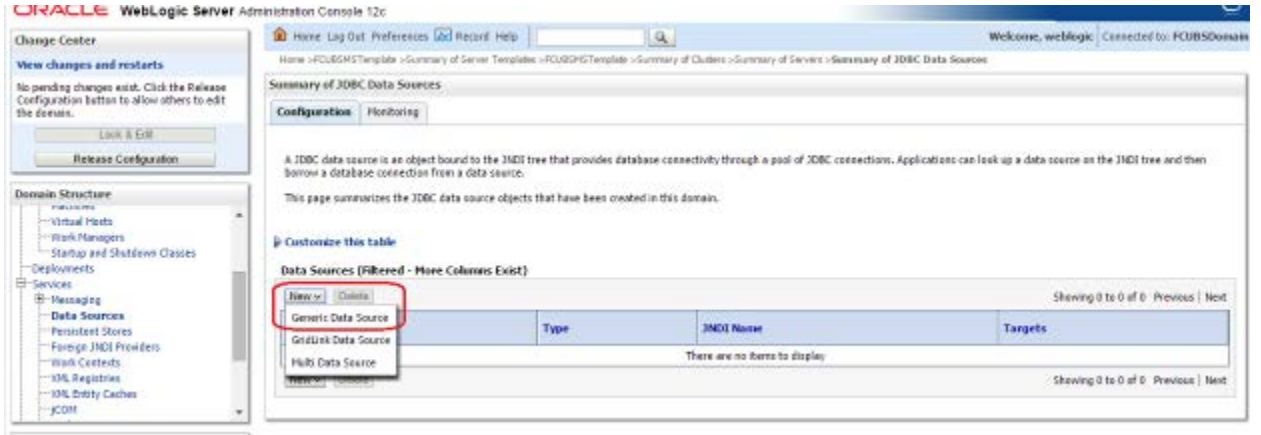 ORACLE WebLogic Server Administration Console 12c
Change Center
View changes and restarts
No pending changes exist. Click the Release
Configuration button to allow others to edit
the domain.
Lock & Edit
Release Configuration
Domain Structure
Machines
Virtual Hosts
Work Managers
Startup and Shutdown Classes
Deployments
Services
Messaging
Data Sources
Persistent Stores
Foreign JNDI Providers
Work Contexts
XML Registries
XML Entity Caches
jCOM
Home Log Out Preferences Record Help
Welcome, weblogic Connected to: FCUBSDomain
Home >FCUBSMSTemplate >Summary of Server Templates >FCUBSMSTemplate >Summary of Clusters >Summary of Servers >Summary of JDBC Data Sources
Summary of JDBC Data Sources
Configuration Monitoring
A JDBC data source is an object bound to the JNDI tree that provides database connectivity through a pool of JDBC connections. Applications can look up a data source on the JNDI tree and then
borrow a database connection from a data source.
This page summarizes the JDBC data source objects that have been created in this domain.
Customize this table
Data Sources (Filtered - More Columns Exist)
New Delete
Showing 0 to 0 of 0 Previous | Next
Generic Data Source
GridLink Data Source
Multi Data Source
Type JNDI Name Targets
There are no items to display
New Delete
Showing 0 to 0 of 0 Previous | Next